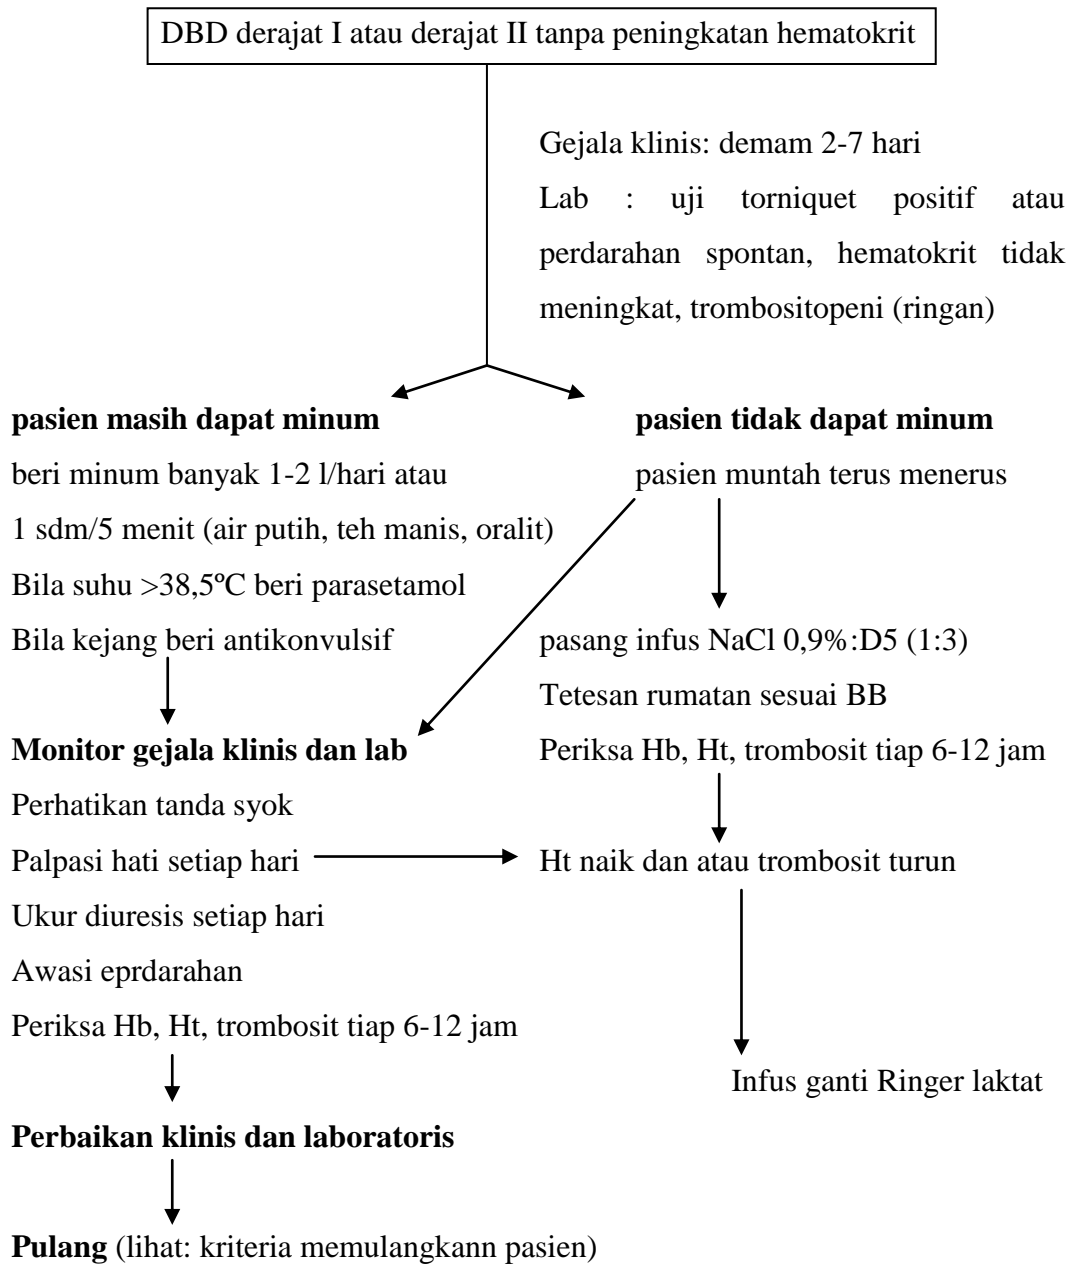 DBD derajat I atau derajat II tanpa peningkatan hematokrit
Gejala klinis: demam 2-7 hari
Lab : uji torniquet positif atau
perdarahan spontan, hematokrit tidak
meningkat, trombositopeni (ringan)
pasien masih dapat minum
beri minum banyak 1-2 l/hari atau
1 sdm/5 menit (air putih, teh manis, oralit)
Bila suhu >38,5ºC beri parasetamol
Bila kejang beri antikonvulsif
pasien tidak dapat minum
pasien muntah terus menerus
pasang infus NaCl 0,9%:D5 (1:3)
Tetesan rumatan sesuai BB
Periksa Hb, Ht, trombosit tiap 6-12 jam
Monitor gejala klinis dan lab
Perhatikan tanda syok
Palpasi hati setiap hari
Ukur diuresis setiap hari
Awasi eprdarahan
Periksa Hb, Ht, trombosit tiap 6-12 jam
Ht naik dan atau trombosit turun
Infus ganti Ringer laktat
Perbaikan klinis dan laboratoris
Pulang (lihat: kriteria memulangkann pasien)